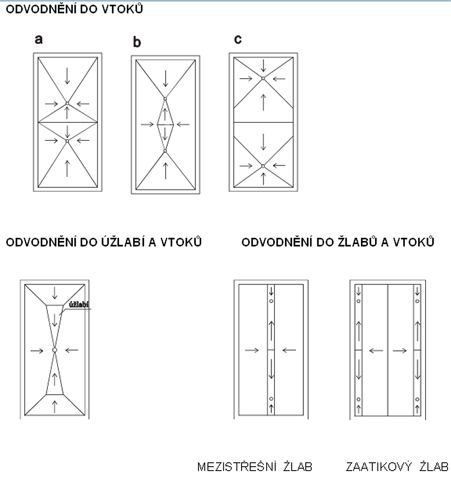 ODVODNĚNÍ DO VTOKŮ
a b c
ODVODNĚNÍ DO ÚŽLABÍ A VTOKŮ
ODVODNĚNÍ DO ŽLABŮ A VTOKŮ
úžlabí
MEZISTŘEŠNÍ ŽLAB
ZAATIKOVÝ ŽLAB